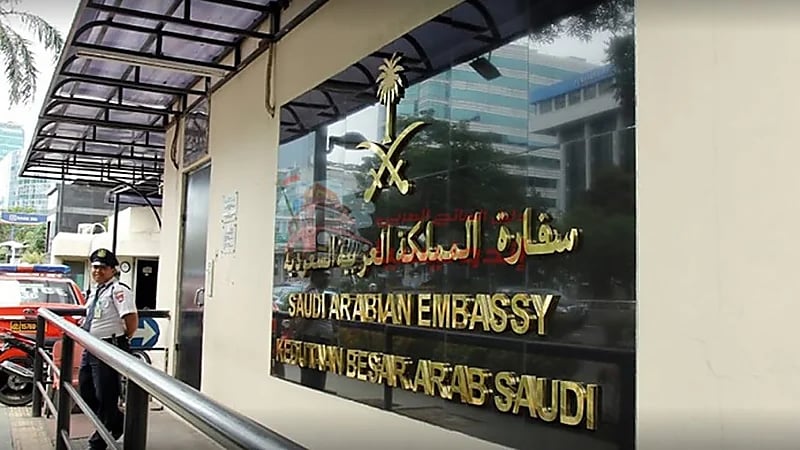 سفارة المملكة العربية السعودية
SAUDI ARABIAN EMBASSY
KEDUTAAN BESAR ARAB SAUDI